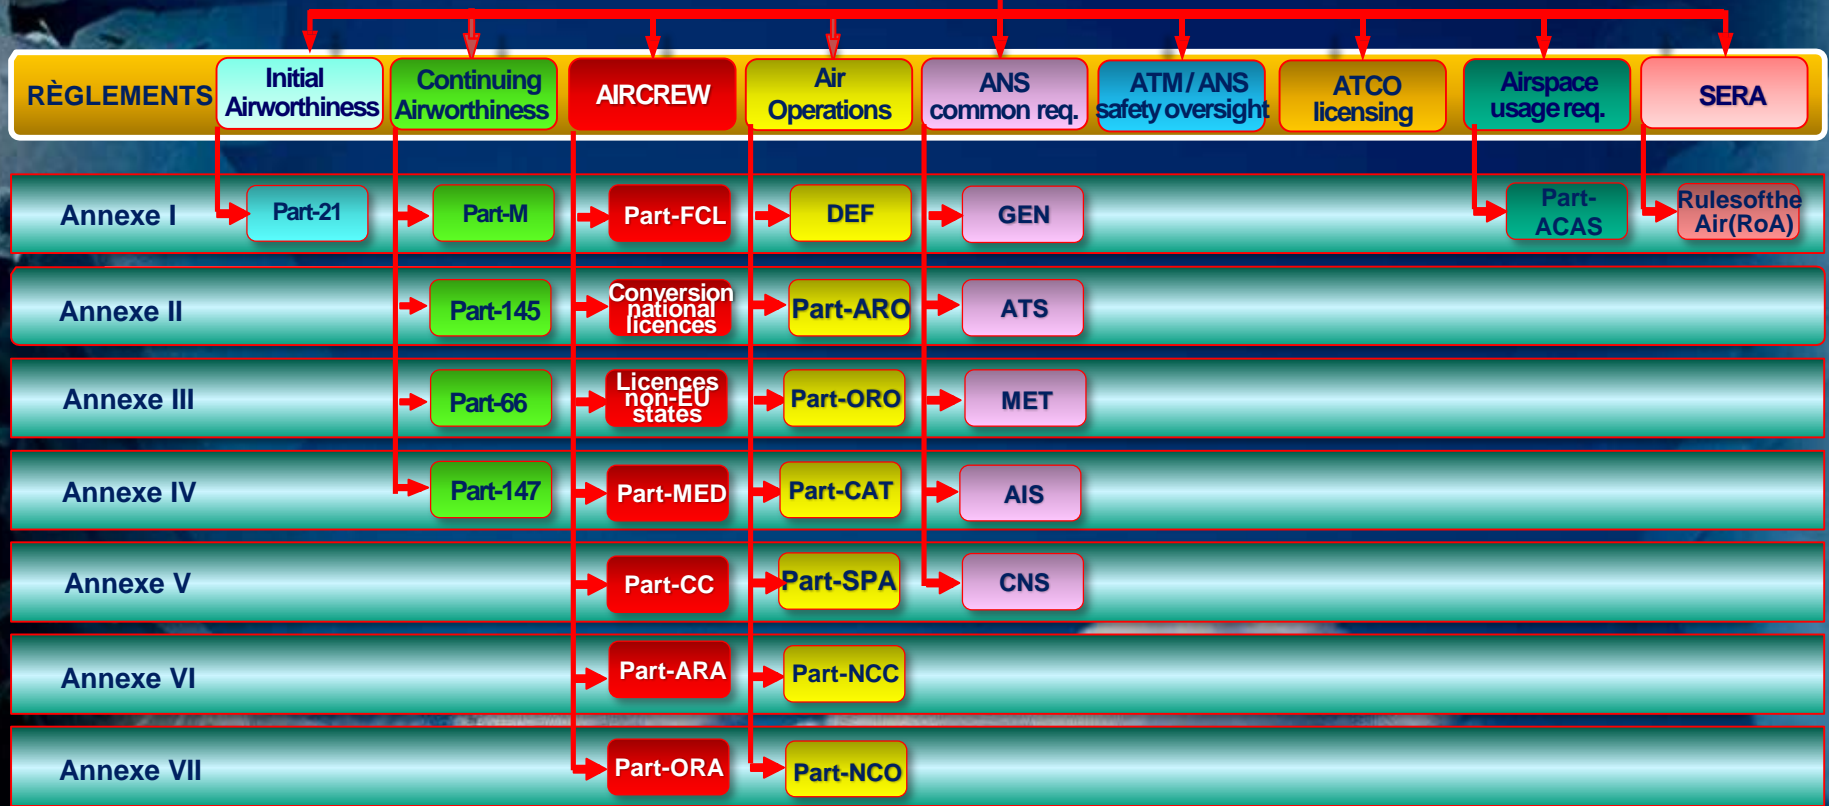 RÈGLEMENTS
Initial
Airworthiness
Continuing
Airworthiness
AIRCREW
Air
Operations
ANS
common req.
ATM / ANS
safety oversight
ATCO
licensing
Airspace
usage req.
SERA
Annexe I
Part-21
Part-M
Part-FCL
DEF
GEN
Part-
ACAS
Rulesofthe
Air(RoA)
Annexe II
Part-145
Conversion
national
licences
Part-ARO
ATS
Annexe III
Part-66
Licences
non-EU
states
Part-ORO
MET
Annexe IV
Part-147
Part-MED
Part-CAT
AIS
Annexe V
Part-CC
Part-SPA
CNS
Annexe VI
Part-ARA
Part-NCC
Annexe VII
Part-ORA
Part-NCO